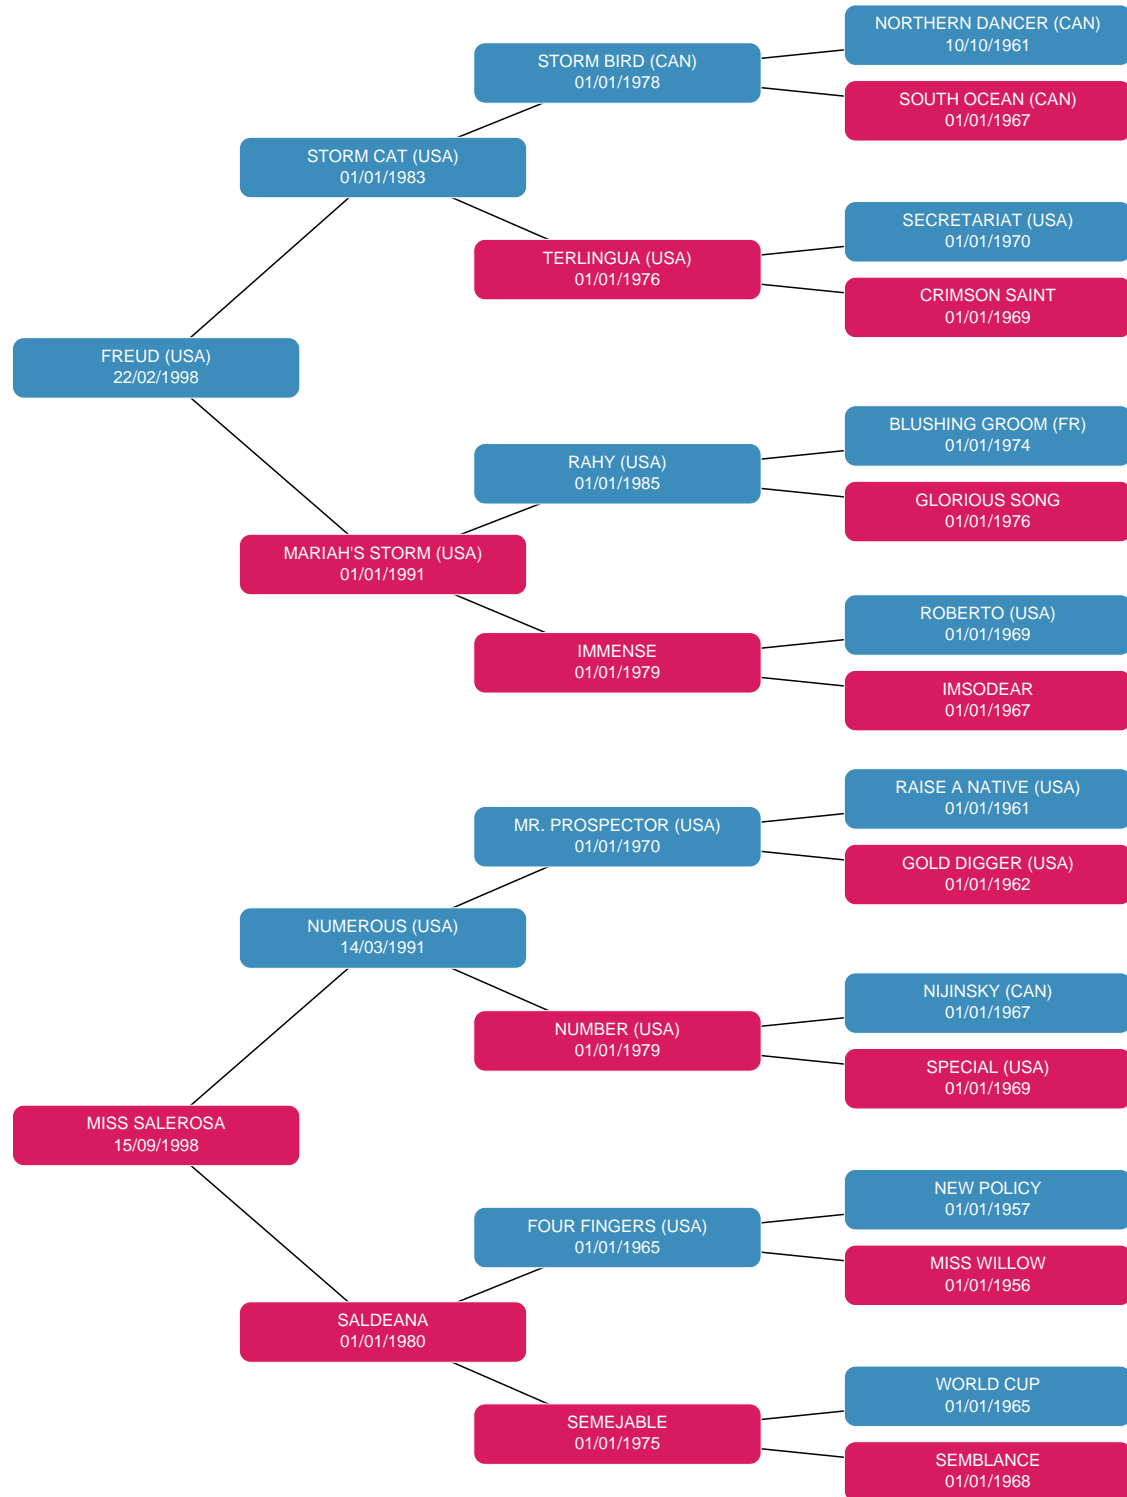 NORTHERN DANCER (CAN)
10/10/1961
STORM BIRD (CAN)
01/01/1978
SOUTH OCEAN (CAN)
01/01/1967
STORM CAT (USA)
01/01/1983
SECRETARIAT (USA)
01/01/1970
TERLINGUA (USA)
01/01/1976
CRIMSON SAINT
01/01/1969
FREUD (USA)
22/02/1998
BLUSHING GROOM (FR)
01/01/1974
RAHY (USA)
01/01/1985
GLORIOUS SONG
01/01/1976
MARIAH'S STORM (USA)
01/01/1991
ROBERTO (USA)
01/01/1969
IMMENSE
01/01/1979
IMSODEAR
01/01/1967
RAISE A NATIVE (USA)
01/01/1961
MR. PROSPECTOR (USA)
01/01/1970
GOLD DIGGER (USA)
01/01/1962
NUMEROUS (USA)
14/03/1991
NIJINSKY (CAN)
01/01/1967
NUMBER (USA)
01/01/1979
SPECIAL (USA)
01/01/1969
MISS SALEROSA
15/09/1998
NEW POLICY
01/01/1957
FOUR FINGERS (USA)
01/01/1965
MISS WILLOW
01/01/1956
SALDEANA
01/01/1980
WORLD CUP
01/01/1965
SEMEJABLE
01/01/1975
SEMBLANCE
01/01/1968